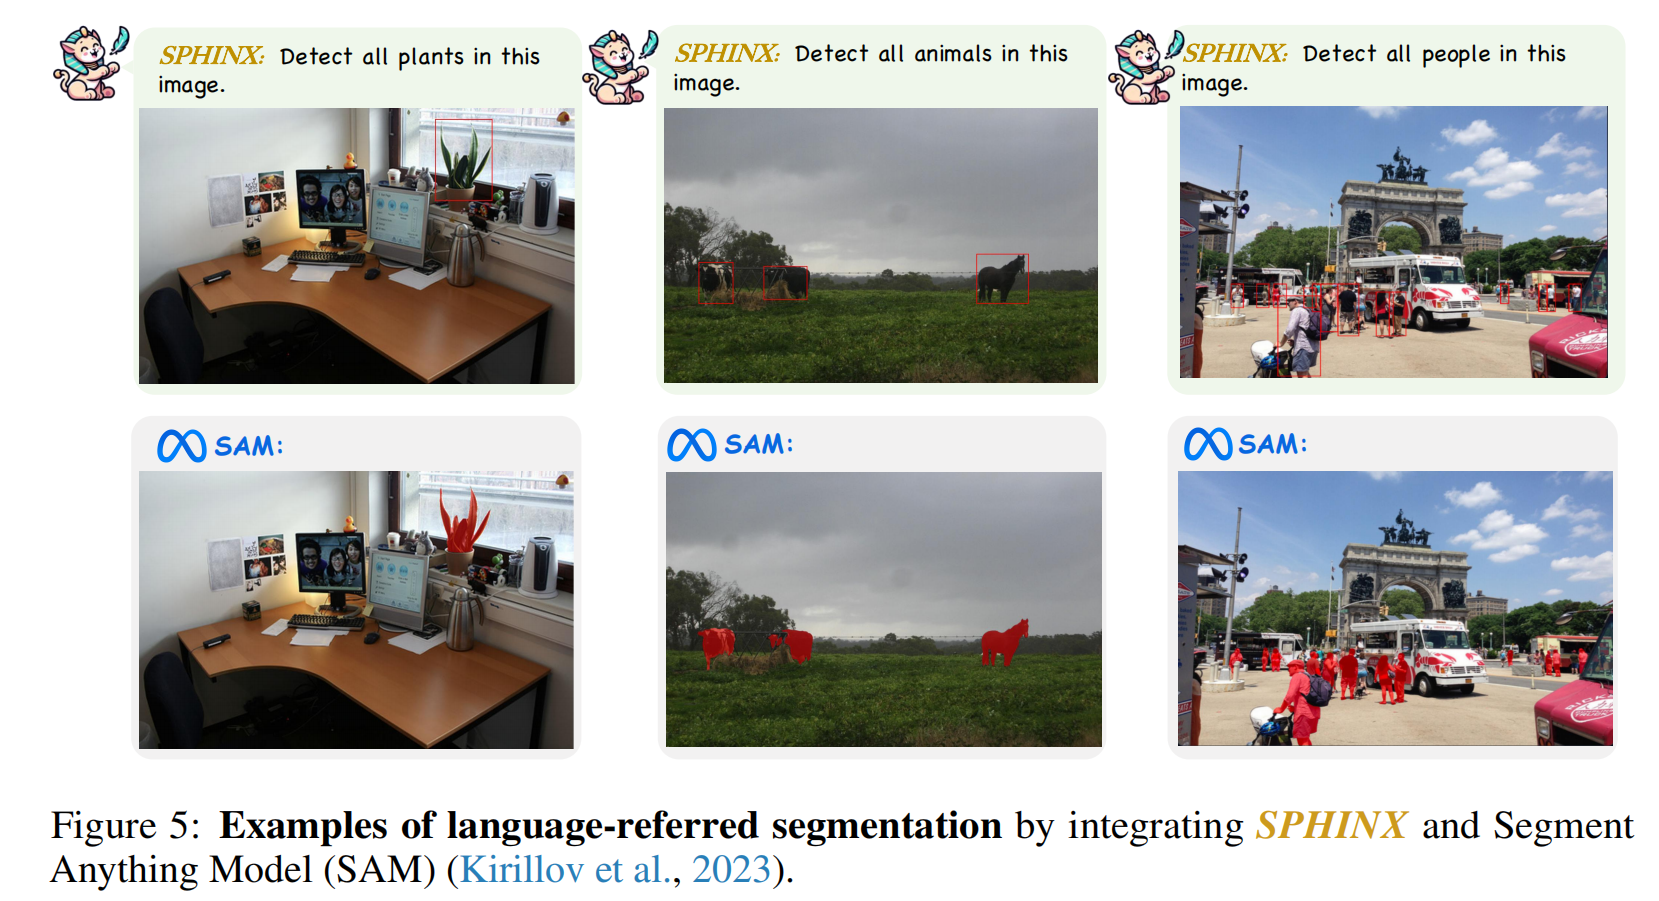 SPHINX: Detect all plants in this
image.
SPHINX: Detect all animals in this
image.
SPHINX: Detect all people in this
image.
SAM:
SAM:
SAM:
Figure 5: Examples of language-referred segmentation by integrating SPHINX and Segment
Anything Model (SAM) (Kirillov et al., 2023).